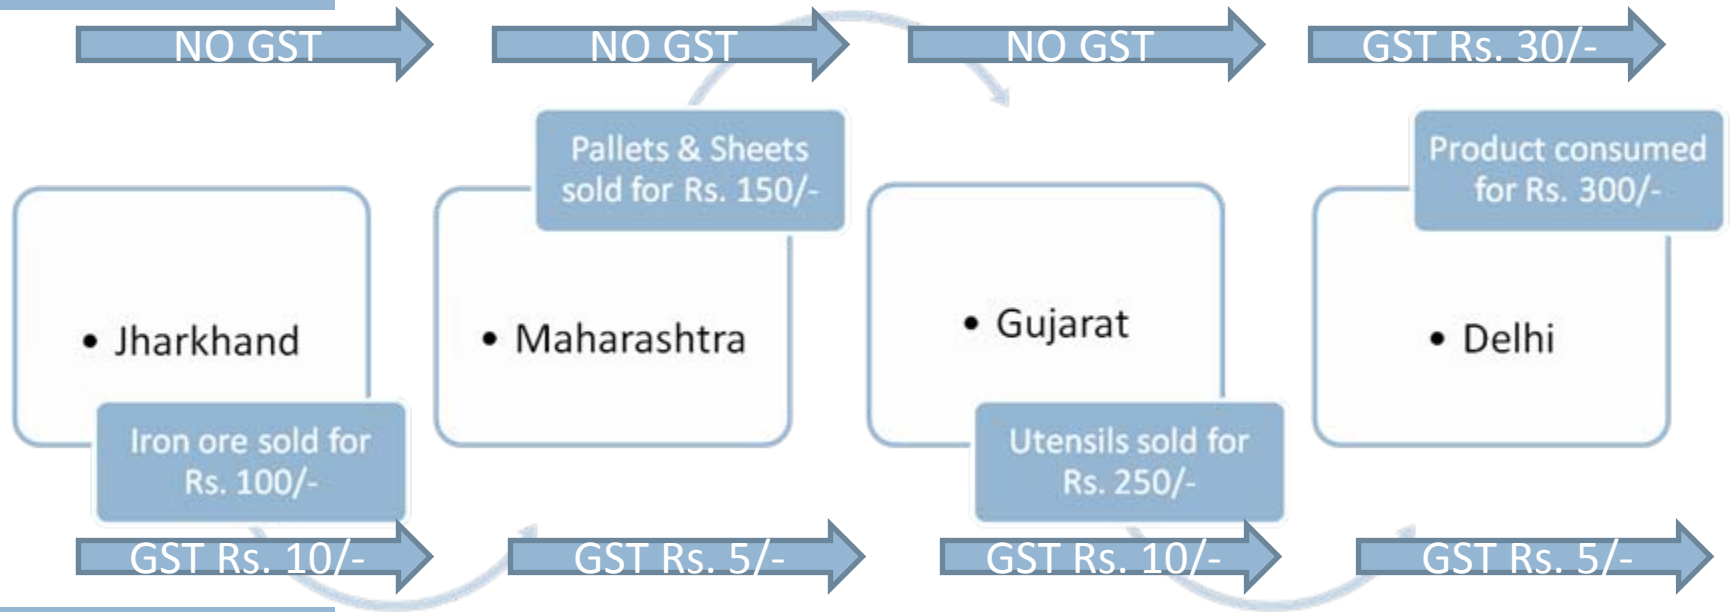 NO GST
NO GST
NO GST
GST Rs. 30/-
Pallets & Sheets
sold for Rs. 150/-
Product consumed
for Rs. 300/-
• Jharkhand
• Maharashtra
• Gujarat
• Delhi
Iron ore sold for
Rs. 100/-
Utensils sold for
Rs. 250/-
GST Rs. 10/-
GST Rs. 5/-
GST Rs. 10/-
GST Rs. 5/-